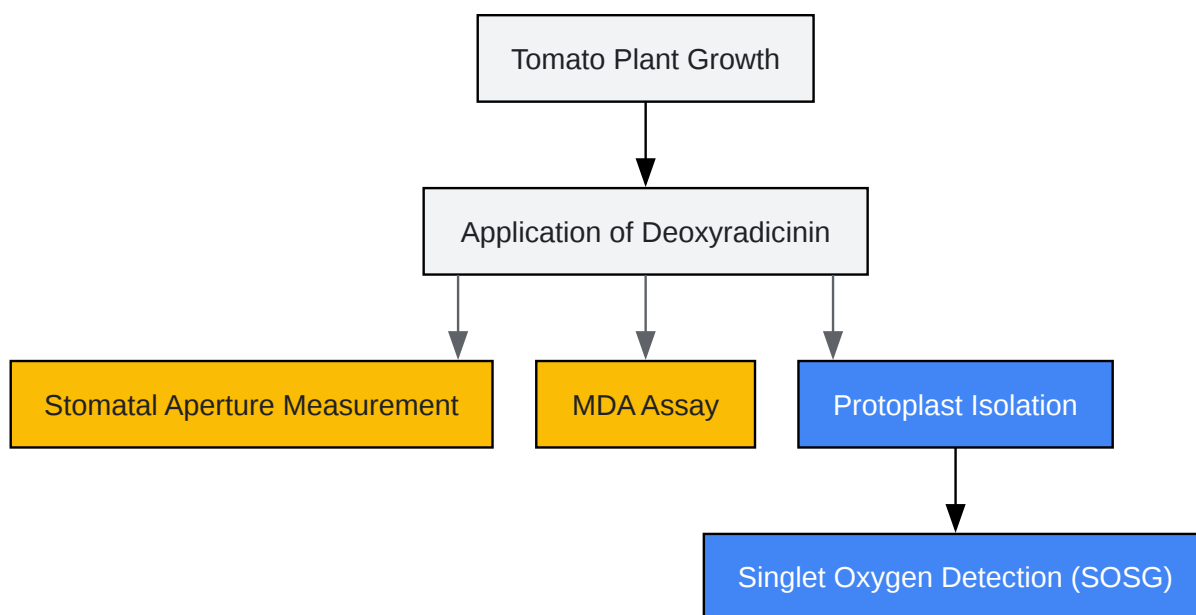 Tomato Plant Growth
Application of Deoxyradicinin
Stomatal Aperture Measurement
MDA Assay
Protoplast Isolation
Singlet Oxygen Detection (SOSG)